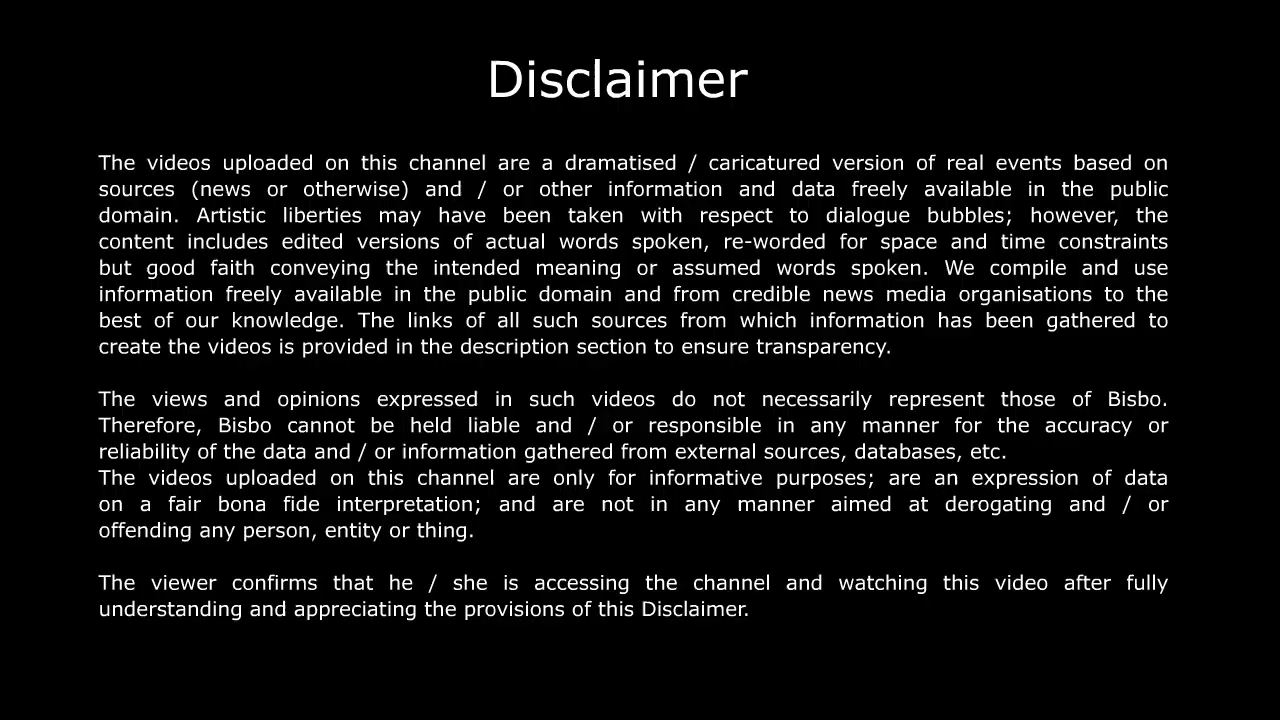 Disclaimer
The videos uploaded on this channel are a dramatised / caricatured version of real events based on
sources (news or otherwise) and / or other information and data freely available in the public
domain. Artistic liberties may have been taken with respect to dialogue bubbles; however, the
content includes edited versions of actual words spoken, re-worded for space and time constraints
but good faith conveying the intended meaning or assumed words spoken. We compile and use
information freely available in the public domain and from credible news media organisations to the
best of our knowledge. The links of all such sources from which information has been gathered to
create the videos is provided in the description section to ensure transparency.
The views and opinions expressed in such videos do not necessarily represent those of Bisbo.
Therefore, Bisbo cannot be held liable and / or responsible in any manner for the accuracy or
reliability of the data and / or information gathered from external sources, databases, etc.
The videos uploaded on this channel are only for informative purposes; are an expression of data
on a fair bona fide interpretation; and are not in any manner aimed at derogating and / or
offending any person, entity or thing.
The viewer confirms that he / she is accessing the channel and watching this video after fully
understanding and appreciating the provisions of this Disclaimer.